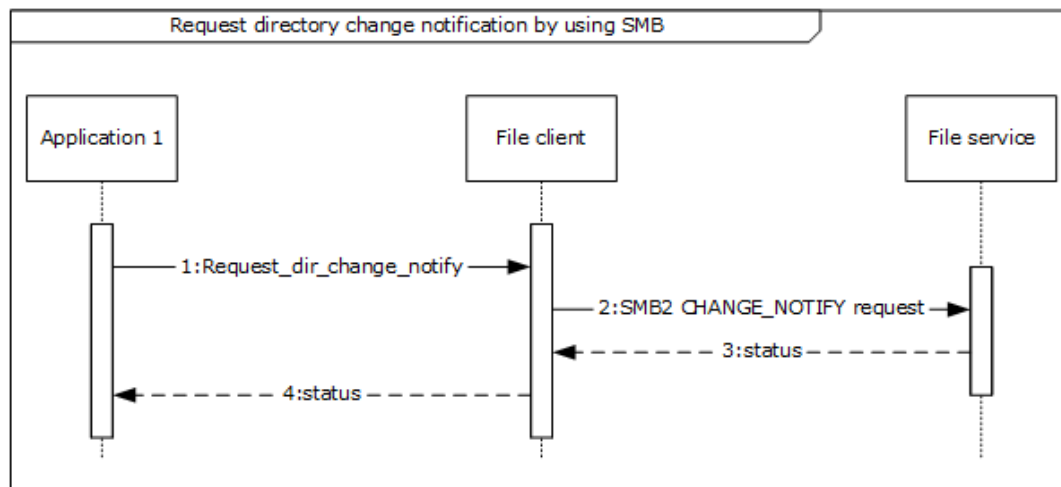 Request directory change notification by using SMB
Application 1
File client
File service
1:Request_dir_change_notify
2:SMB2 CHANGE_NOTIFY request
3:status
4:status